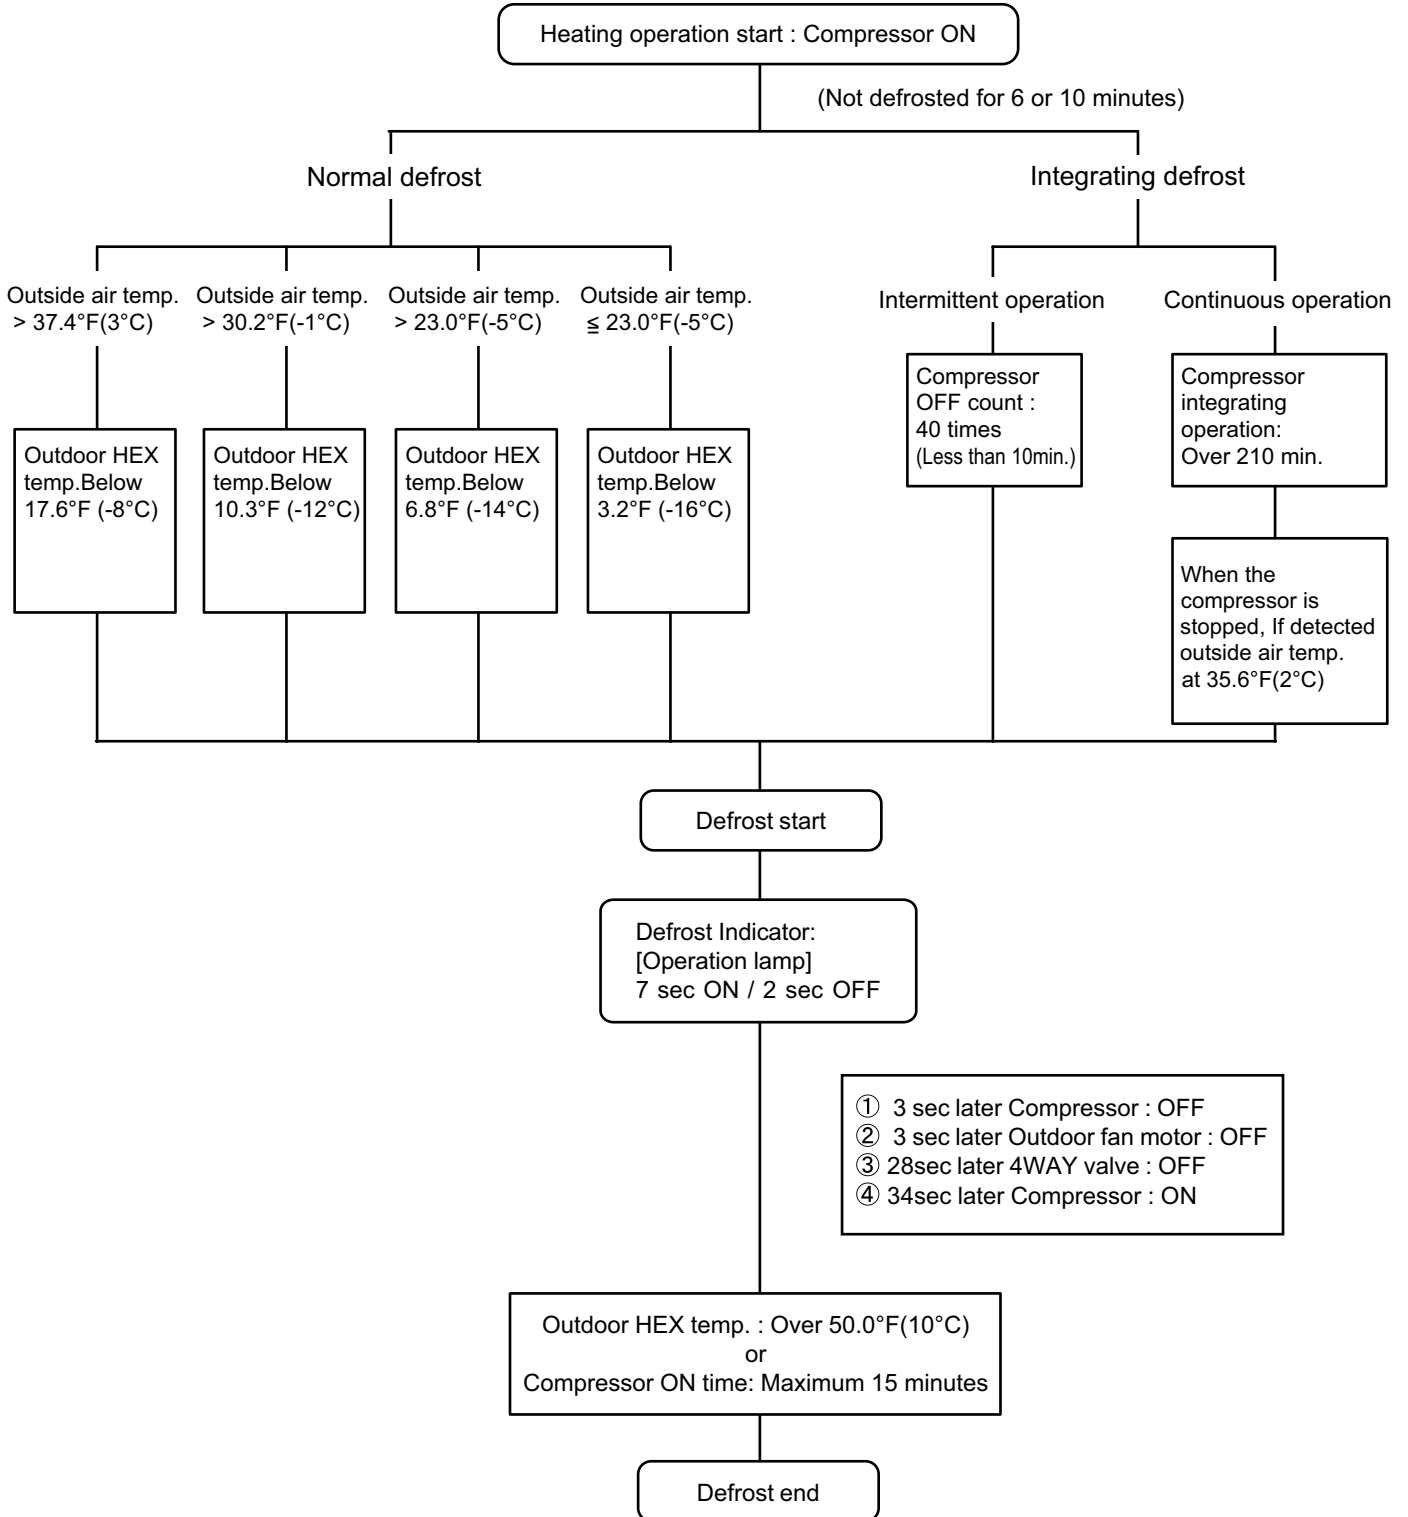 Heating operation start : Compressor ON
(Not defrosted for 6 or 10 minutes)
Normal defrost
Integrating defrost
Outside air temp.
> 37.4°F(3°C)
Outside air temp.
> 30.2°F(-1°C)
Outside air temp.
> 23.0°F(-5°C)
Outside air temp.
≦ 23.0°F(-5°C)
Intermittent operation
Continuous operation
Outdoor HEX
temp.Below
17.6°F (-8°C)
Outdoor HEX
temp.Below
10.3°F (-12°C)
Outdoor HEX
temp.Below
6.8°F (-14°C)
Outdoor HEX
temp.Below
3.2°F (-16°C)
Compressor
OFF count :
40 times
(Less than 10min.)
Compressor
integrating
operation:
Over 210 min.
When the
compressor is
stopped, If detected
outside air temp.
at 35.6°F(2°C)
Defrost start
Defrost Indicator:
[Operation lamp]
7 sec ON / 2 sec OFF
① 3 sec later Compressor : OFF
② 3 sec later Outdoor fan motor : OFF
③ 28sec later 4WAY valve : OFF
④ 34sec later Compressor : ON
Outdoor HEX temp. : Over 50.0°F(10°C)
or
Compressor ON time: Maximum 15 minutes
Defrost end